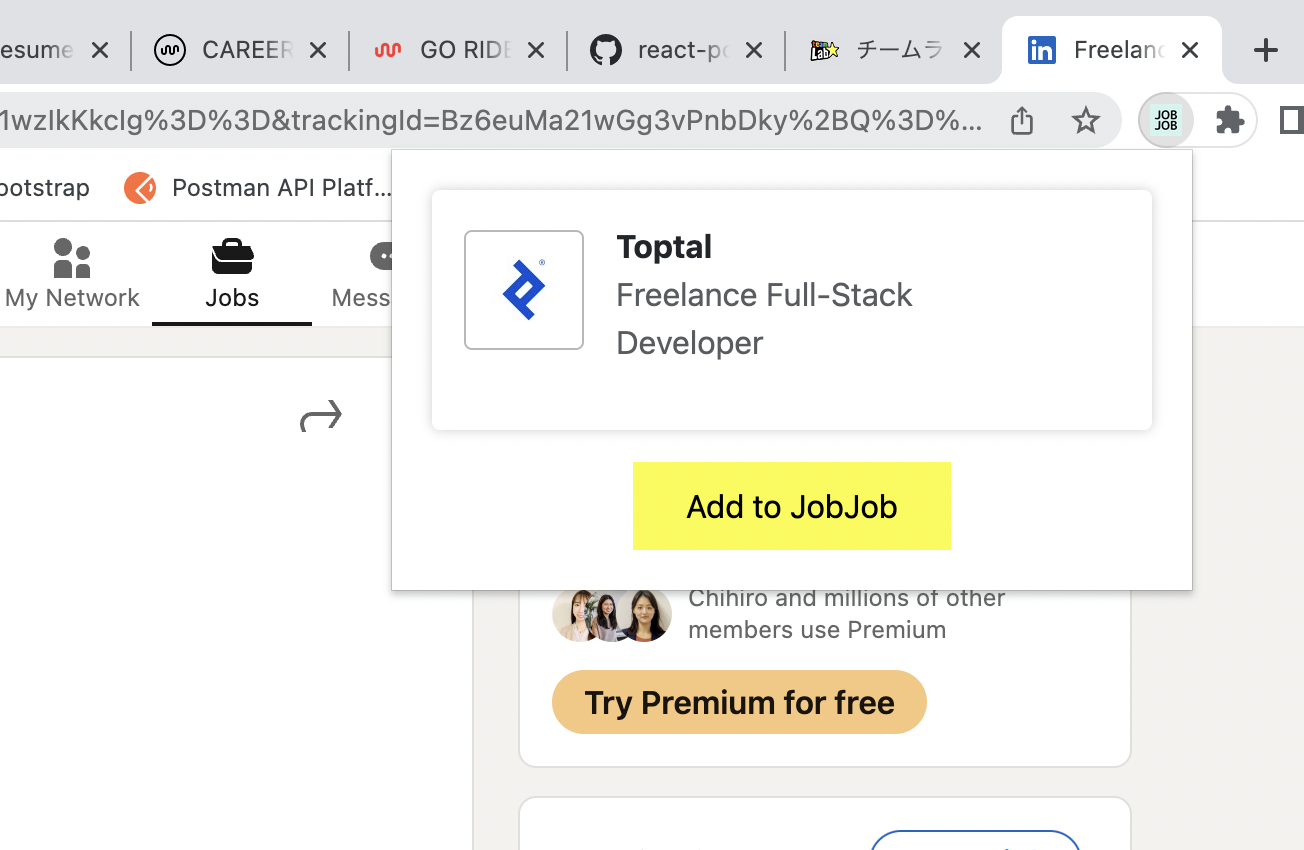 esume
CAREER
GO RIDE
react-po
チームラ
Freelanc
1wzIkKkcIg%3D%3D&trackingId=Bz6euMa21wGg3vPnbDky%2BQ%3D%...
JOB
JOB
ootstrap
Postman API Platf...
My Network
Jobs
Mess
Toptal
Freelance Full-Stack
Developer
Add to JobJob
Chihiro and millions of other
members use Premium
Try Premium for free